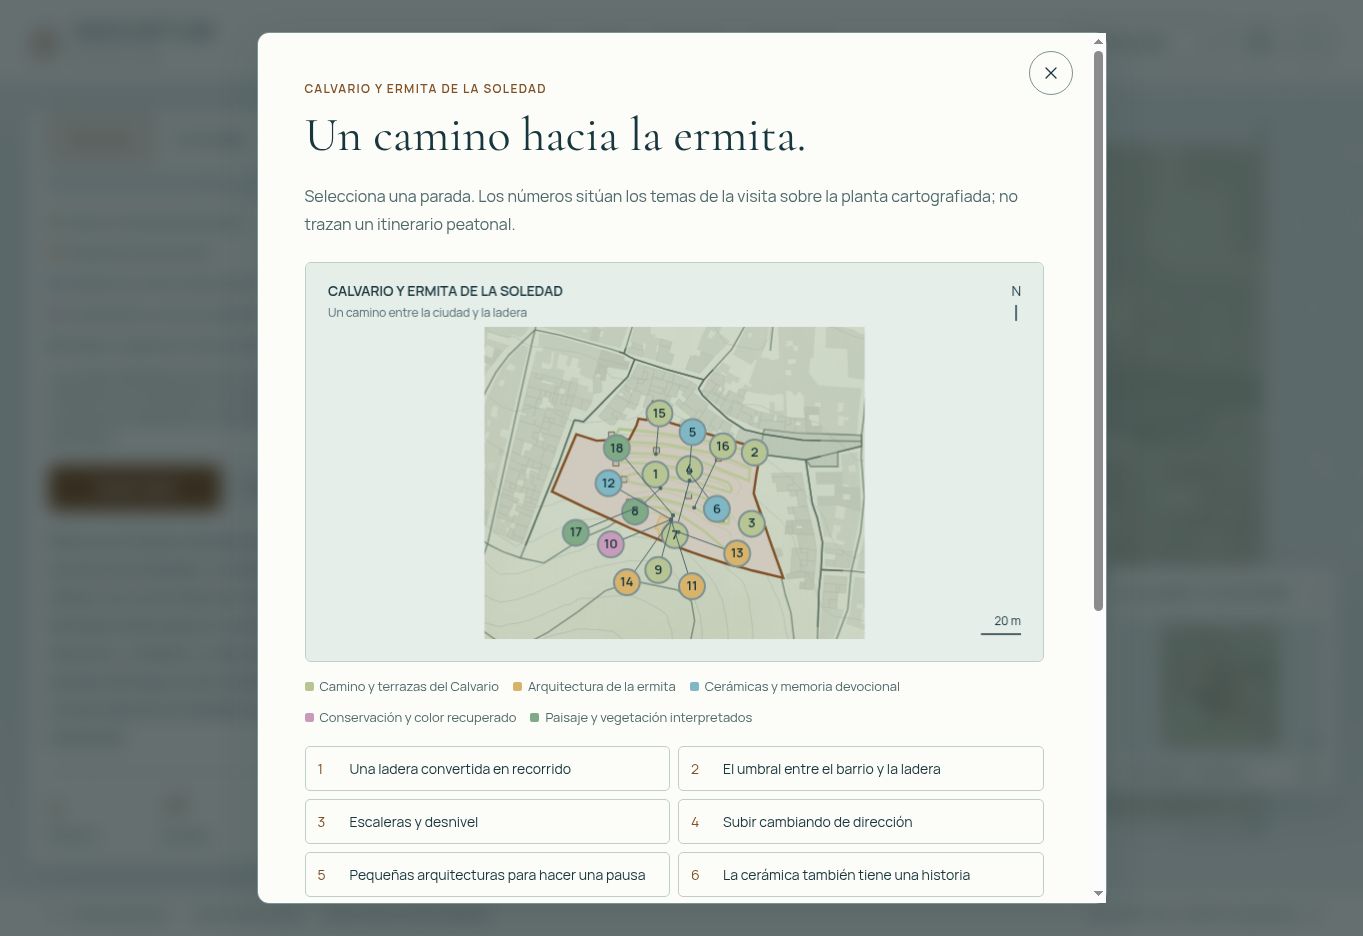 CALVARIO Y ERMITA DE LA SOLEDAD
Un camino hacia la ermita.
Selecciona una parada. Los números sitúan los temas de la visita sobre la planta cartografiada; no
trazan un itinerario peatonal.
CALVARIO Y ERMITA DE LA SOLEDAD
N
Un camino entre la ciudad y la ladera
15
5
18
16
2
1
4
12
8
6
3
17
10
7
13
9
14
11
20 m
Camino y terrazas del Calvario
Arquitectura de la ermita
Cerámicas y memoria devocional
Conservación y color recuperado
Paisaje y vegetación interpretados
1 Una ladera convertida en recorrido
2 El umbral entre el barrio y la ladera
3 Escaleras y desnivel
4 Subir cambiando de dirección
5 Pequeñas arquitecturas para hacer una pausa
6 La cerámica también tiene una historia